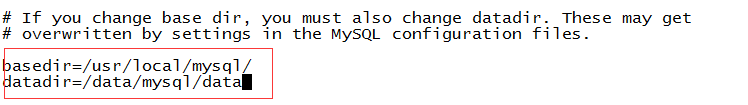 # If you change base dir, you must also change datadir. These may get
# overwritten by settings in the MySQL configuration files.
basedir=/usr/local/mysql/
datadir=/data/mysql/data